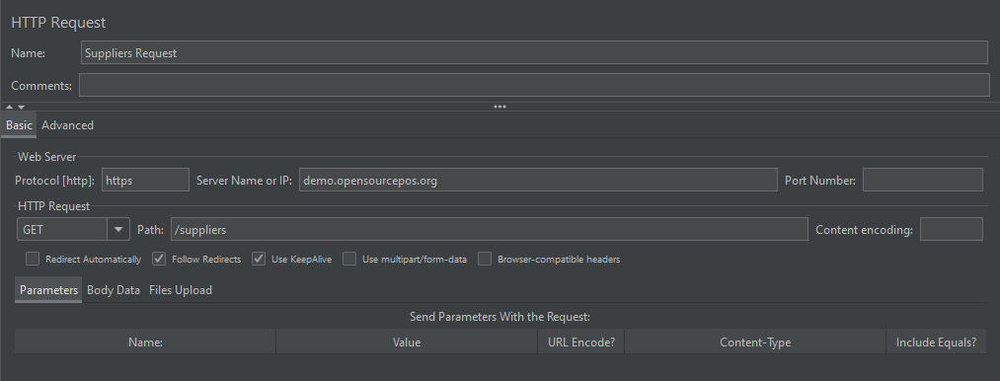 HTTP Request
Name: Suppliers Request
Comments:
Basic Advanced
Web Server
Protocol [http]: https Server Name or IP: demo.opensourcepos.org Port Number:
HTTP Request
GET Path: /suppliers Content encoding:
Redirect Automatically Follow Redirects Use KeepAlive Use multipart/form-data Browser-compatible headers
Parameters Body Data Files Upload
Send Parameters With the Request:
Name: Value URL Encode? Content-Type Include Equals?